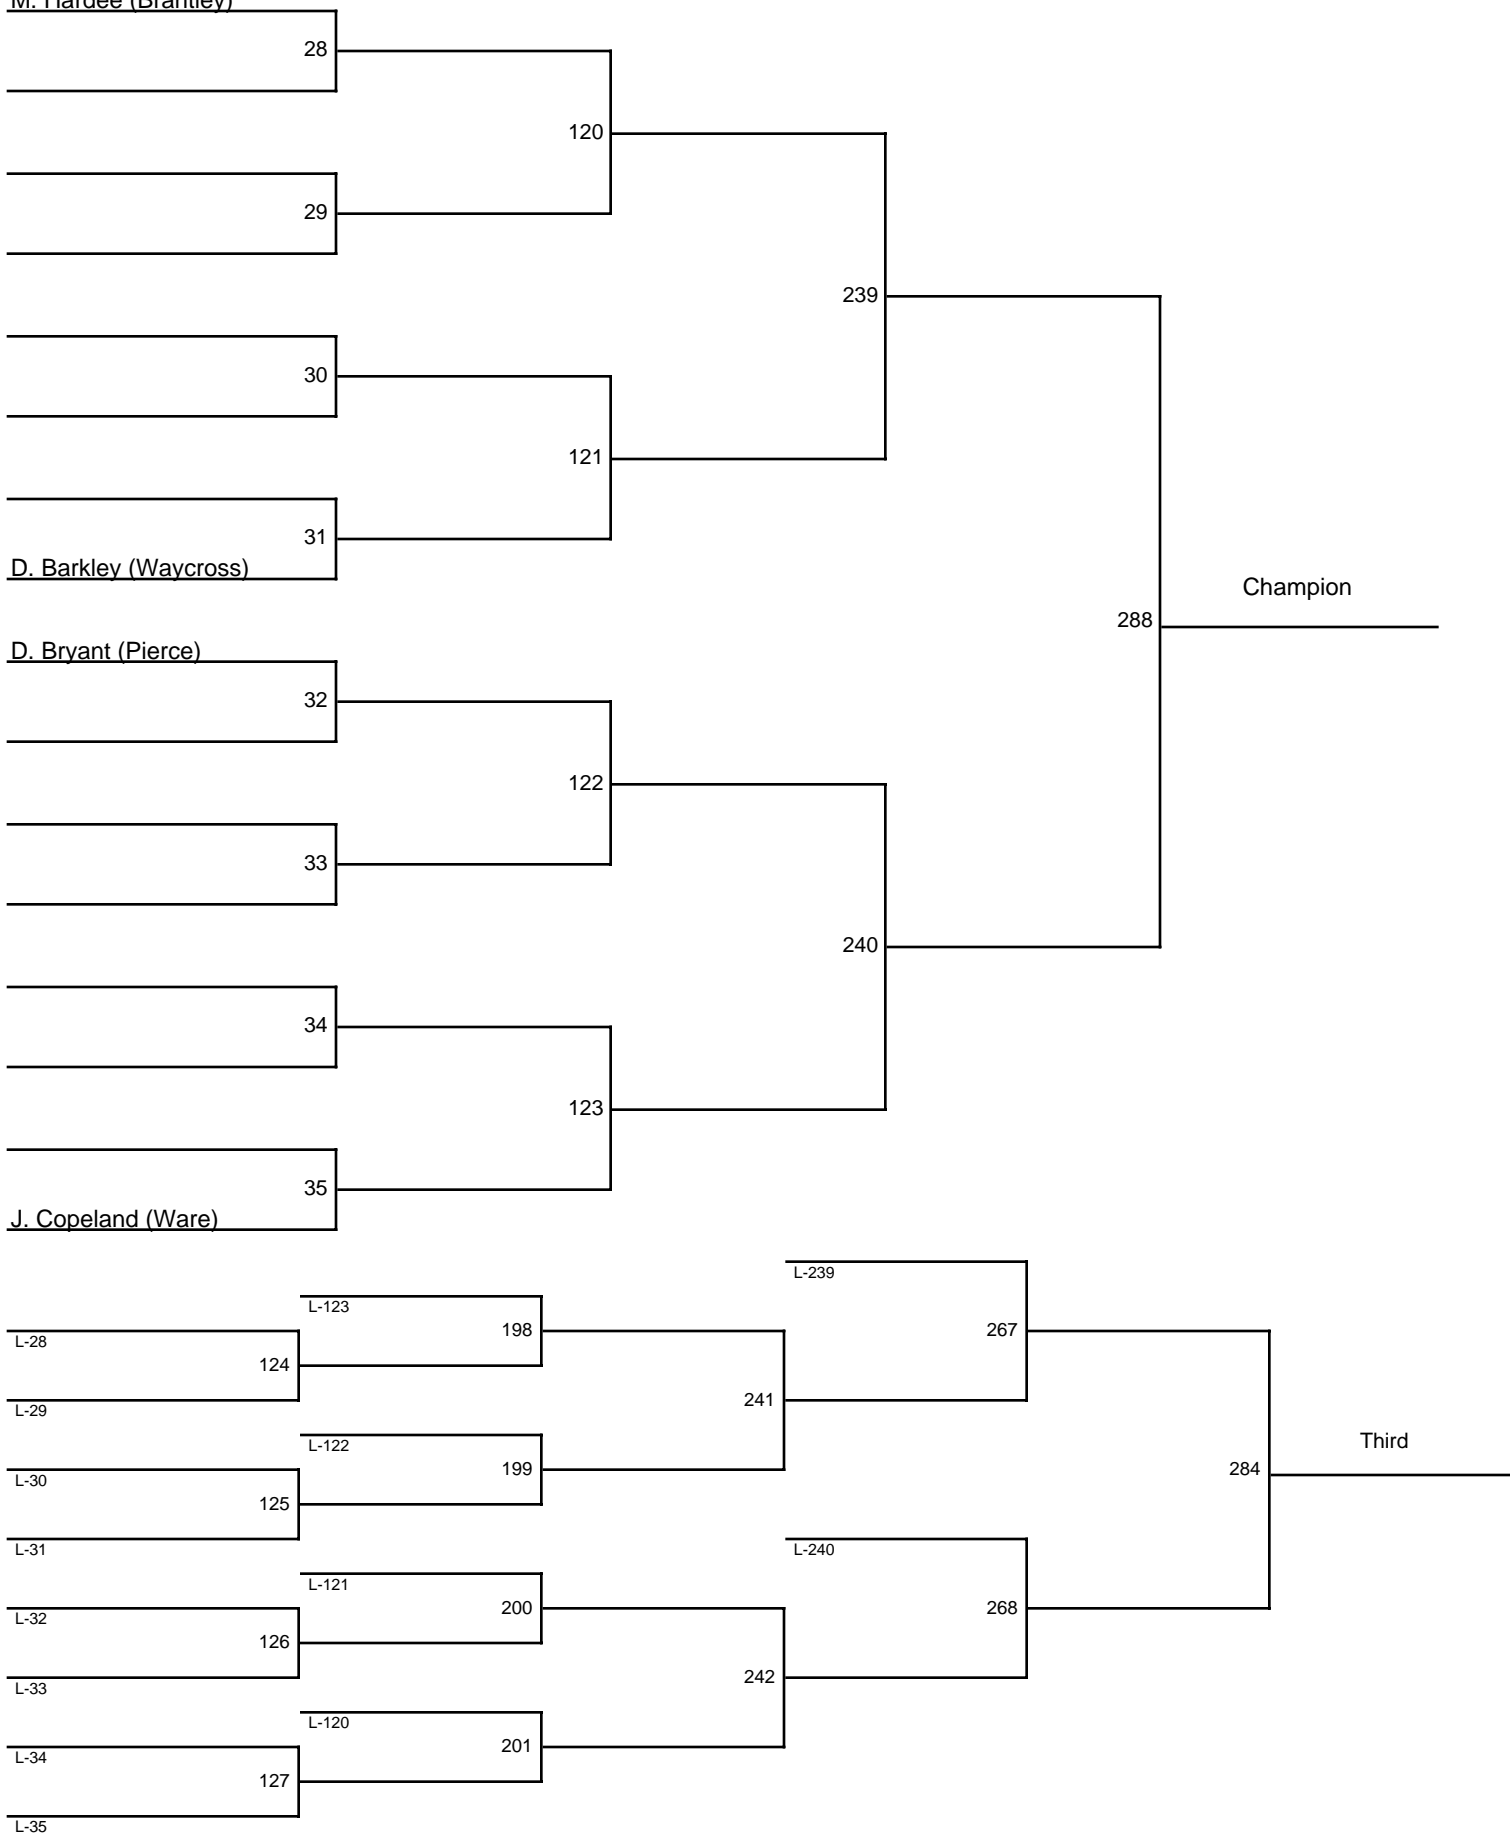 M. Hardee (Brantley)
28
120
29
239
30
121
31
D. Barkley (Waycross)
Champion
288
D. Bryant (Pierce)
32
122
33
240
34
123
35
J. Copeland (Ware)
L-239
L-123
198
267
L-28
124
241
L-29
L-122
Third
199
284
L-30
125
L-31
L-240
L-121
200
268
L-32
126
242
L-33
L-120
201
L-34
127
L-35